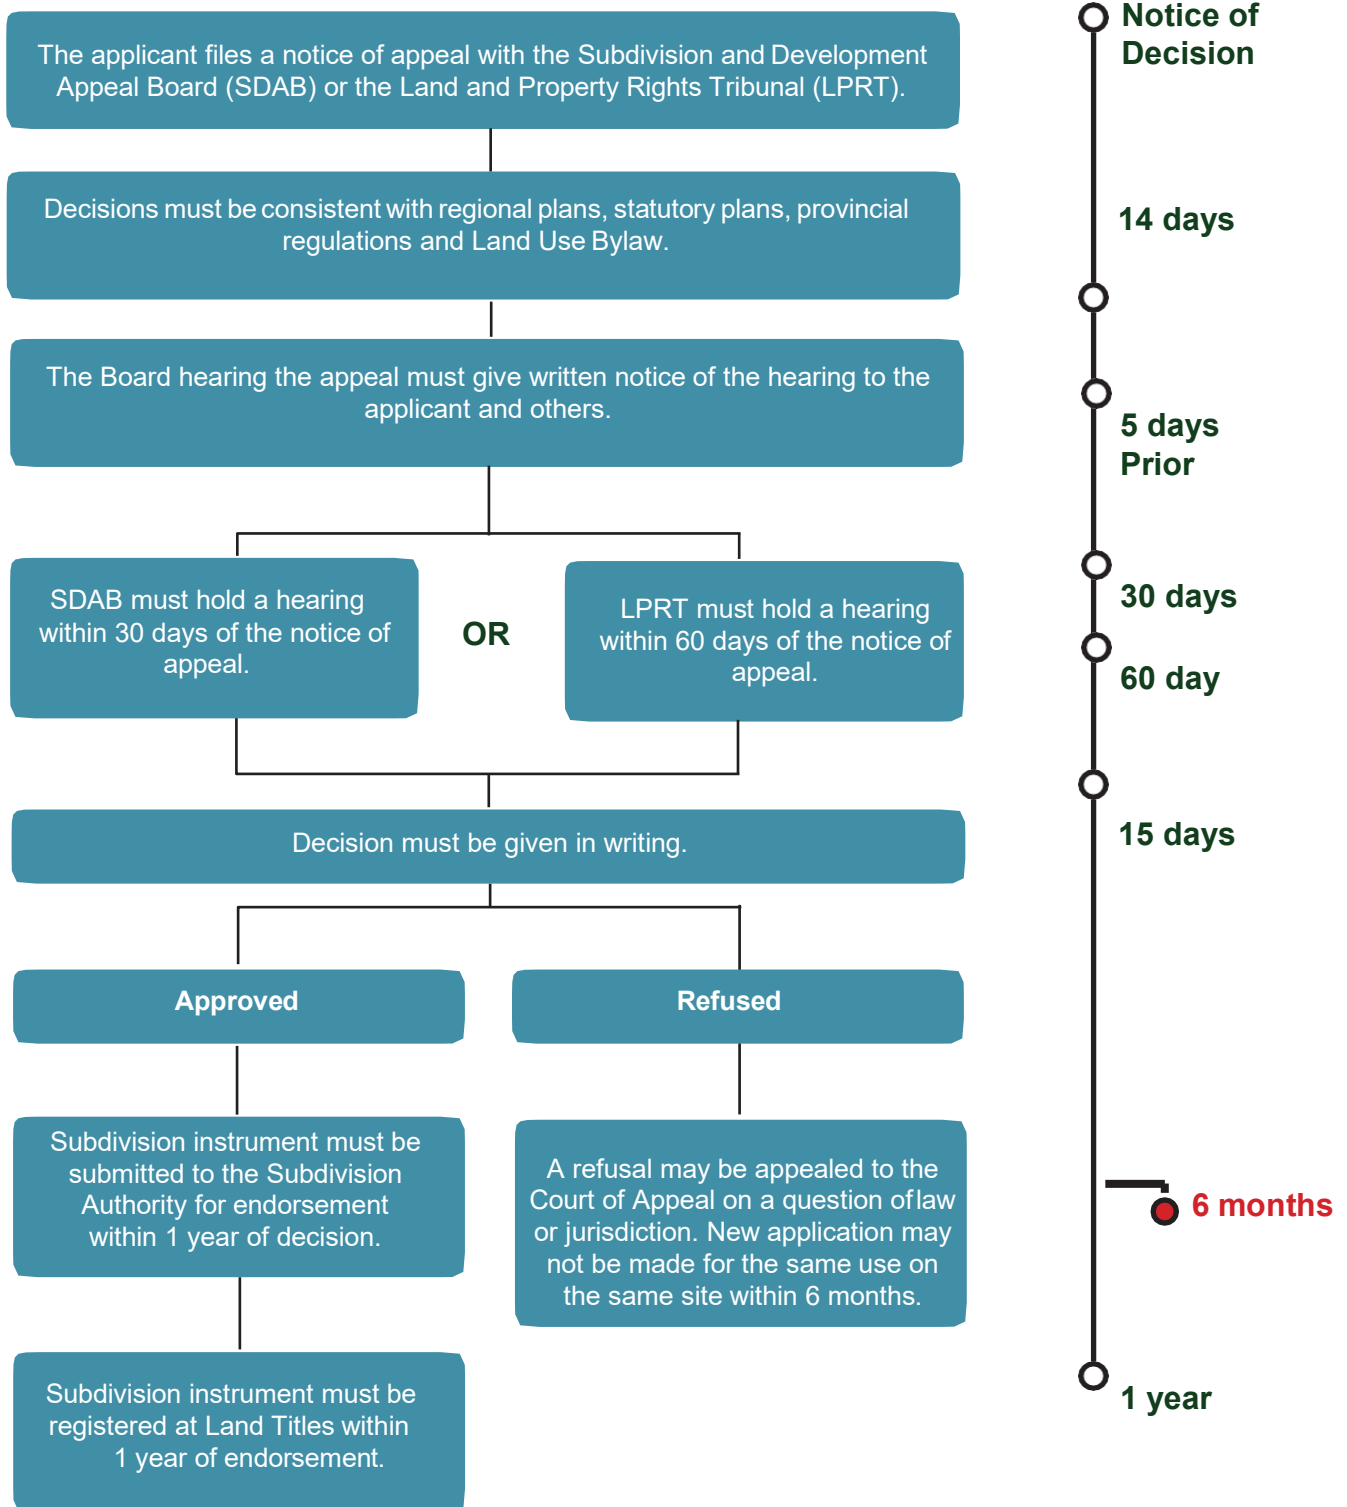 The applicant files a notice of appeal with the Subdivision and Development
Appeal Board (SDAB) or the Land and Property Rights Tribunal (LPRT).
Decisions must be consistent with regional plans, statutory plans, provincial
regulations and Land Use Bylaw.
The Board hearing the appeal must give written notice of the hearing to the
applicant and others.
SDAB must hold a hearing
within 30 days of the notice of
appeal.
OR
LPRT must hold a hearing
within 60 days of the notice of
appeal.
Decision must be given in writing.
Approved
Refused
Subdivision instrument must be
submitted to the Subdivision
Authority for endorsement
within 1 year of decision.
A refusal may be appealed to the
Court of Appeal on a question of law
or jurisdiction. New application may
not be made for the same use on
the same site within 6 months.
Subdivision instrument must be
registered at Land Titles within
1 year of endorsement.
Notice of
Decision
14 days
5 days
Prior
30 days
60 day
15 days
6 months
1 year